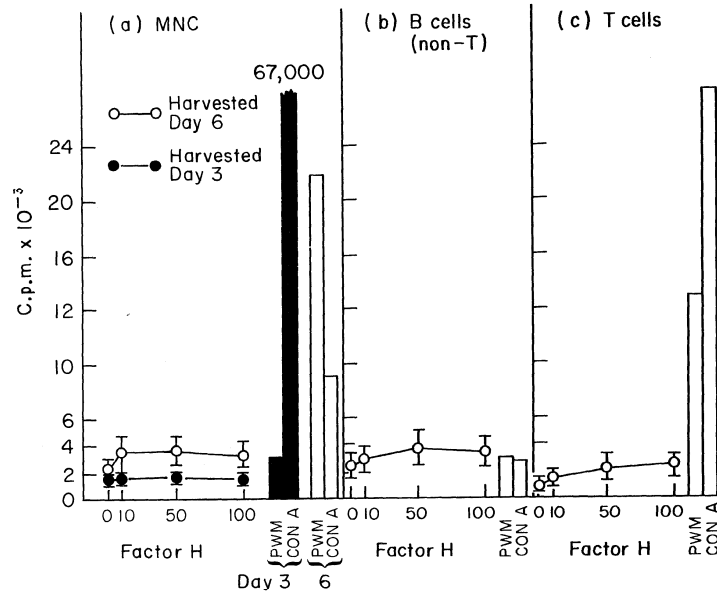 (a) MNC
67,000
Harvested
Day 6
Harvested
Day 3
C.p.m. x 10⁻³
24
22
20
16
12
10
6
4
2
0
0 10 50 100
Factor H
PWM
CON A
PWM
CON A
Day 3 6
(b) B cells
(non-T)
0 10 50 100
Factor H
PWM
CON A
(c) T cells
0 10 50 100
Factor H
PWM
CON A